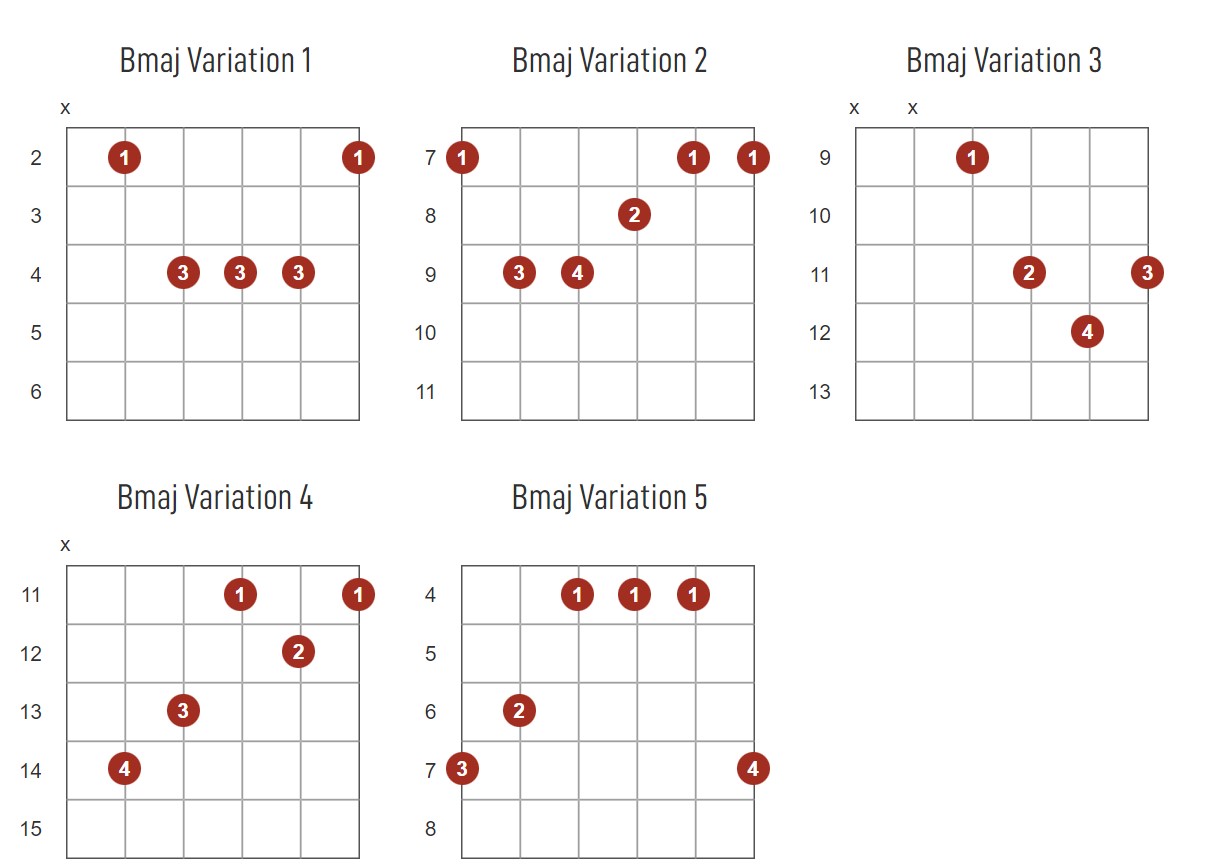 Bmaj Variation 1
x
2 1 1
3
4 3 3 3
5
6
Bmaj Variation 2
7 1 1 1
8 2
9 3 4
10
11
Bmaj Variation 3
x x
9 1
10
11 2 3
12 4
13
Bmaj Variation 4
x
11 1 1
12 2
13 3
14 4
15
Bmaj Variation 5
4 1 1 1
5
6 2
7 3 4
8